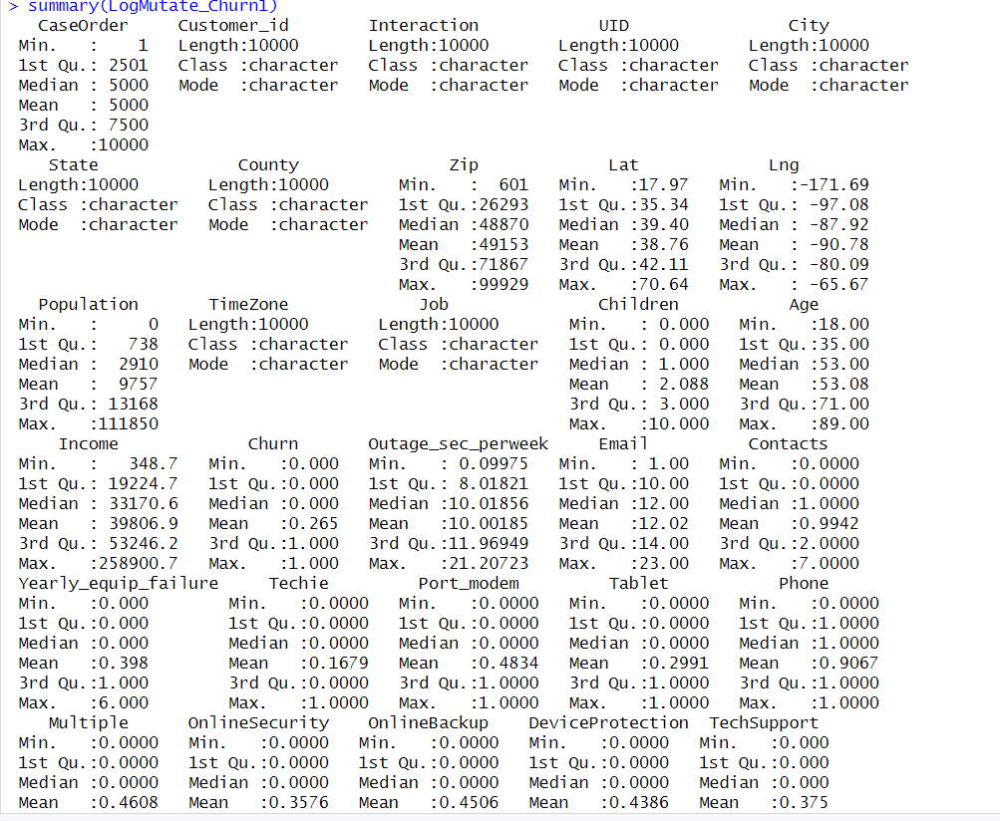 > summary(LogMutate_Churn1)
CaseOrder Customer_id Interaction UID City
Min. : 1 Length:10000 Length:10000 Length:10000 Length:10000
1st Qu.: 2501 Class :character Class :character Class :character Class :character
Median : 5000 Mode :character Mode :character Mode :character Mode :character
Mean : 5000
3rd Qu.: 7500
Max. :10000
State County Zip Lat Lng
Length:10000 Length:10000 Min. : 601 Min. :17.97 Min. :-171.69
Class :character Class :character 1st Qu.:26293 1st Qu.:35.34 1st Qu.: -97.08
Mode :character Mode :character Median :48870 Median :39.40 Median : -87.92
Mean :49153 Mean :38.76 Mean : -90.78
3rd Qu.:71867 3rd Qu.:42.11 3rd Qu.: -80.09
Max. :99929 Max. :70.64 Max. : -65.67
Population TimeZone Job Children Age
Min. : 0 Length:10000 Length:10000 Min. : 0.000 Min. :18.00
1st Qu.: 738 Class :character Class :character 1st Qu.: 0.000 1st Qu.:35.00
Median : 2910 Mode :character Mode :character Median : 1.000 Median :53.00
Mean : 9757 Mean : 2.088 Mean :53.08
3rd Qu.: 13168 3rd Qu.: 3.000 3rd Qu.:71.00
Max. :111850 Max. :10.000 Max. :89.00
Income Churn Outage_sec_perweek Email Contacts
Min. : 348.7 Min. :0.000 Min. : 0.09975 Min. : 1.00 Min. :0.0000
1st Qu.: 19224.7 1st Qu.:0.000 1st Qu.: 8.01821 1st Qu.:10.00 1st Qu.:0.0000
Median : 33170.6 Median :0.000 Median :10.01856 Median :12.00 Median :1.0000
Mean : 39806.9 Mean :0.265 Mean :10.00185 Mean :12.02 Mean :0.9942
3rd Qu.: 53246.2 3rd Qu.:1.000 3rd Qu.:11.96949 3rd Qu.:14.00 3rd Qu.:2.0000
Max. :258900.7 Max. :1.000 Max. :21.20723 Max. :23.00 Max. :7.0000
Yearly_equip_failure Techie Port_modem Tablet Phone
Min. :0.000 Min. :0.0000 Min. :0.0000 Min. :0.0000 Min. :0.0000
1st Qu.:0.000 1st Qu.:0.0000 1st Qu.:0.0000 1st Qu.:0.0000 1st Qu.:1.0000
Median :0.000 Median :0.0000 Median :0.0000 Median :0.0000 Median :1.0000
Mean :0.398 Mean :0.1679 Mean :0.4834 Mean :0.2991 Mean :0.9067
3rd Qu.:1.000 3rd Qu.:0.0000 3rd Qu.:1.0000 3rd Qu.:1.0000 3rd Qu.:1.0000
Max. :6.000 Max. :1.0000 Max. :1.0000 Max. :1.0000 Max. :1.0000
Multiple OnlineSecurity OnlineBackup DeviceProtection TechSupport
Min. :0.0000 Min. :0.0000 Min. :0.0000 Min. :0.0000 Min. :0.000
1st Qu.:0.0000 1st Qu.:0.0000 1st Qu.:0.0000 1st Qu.:0.0000 1st Qu.:0.000
Median :0.0000 Median :0.0000 Median :0.0000 Median :0.0000 Median :0.000
Mean :0.4608 Mean :0.3576 Mean :0.4506 Mean :0.4386 Mean :0.375